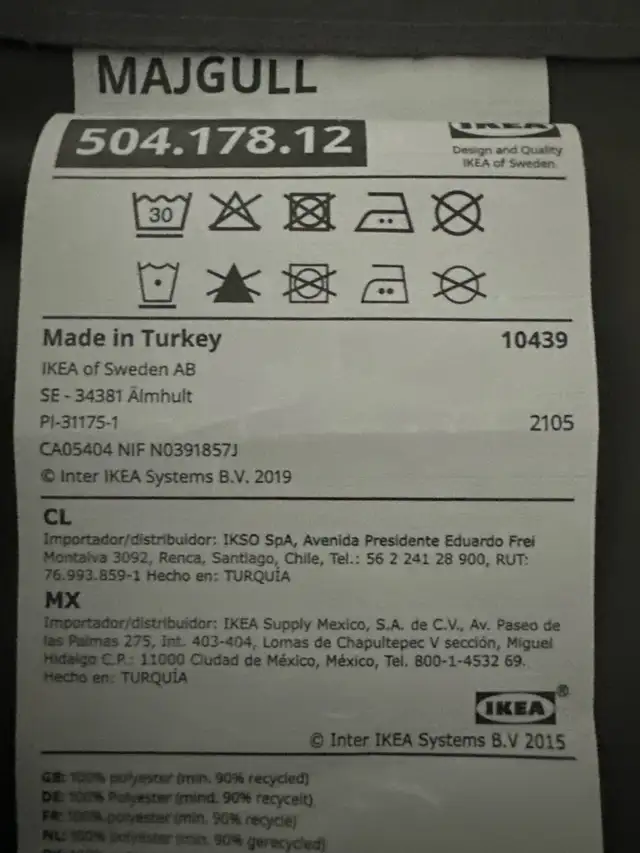 MAJGULL
504.178.12
IKEA
Design and Quality
IKEA of Sweden
30
Made in Turkey 10439
IKEA of Sweden AB
SE - 34381 Älmhult
PI-31175-1 2105
CA05404 NIF N0391857J
© Inter IKEA Systems B.V. 2019
CL
Importador/distribuidor: IKSO SpA, Avenida Presidente Eduardo Frei
Montalva 3092, Renca, Santiago, Chile, Tel.: 56 2 241 28 900, RUT:
76.993.859-1 Hecho en: TURQUÍA
MX
Importador/distribuidor: IKEA Supply Mexico, S.A. de C.V., Av. Paseo de
las Palmas 275, Int. 403-404, Lomas de Chapultepec V sección, Miguel
Hidalgo C.P.: 11000 Ciudad de México, México, Tel. 800-1-4532 69.
Hecho en: TURQUÍA
IKEA®
© Inter IKEA Systems B.V 2015
GB: 100% polyester (min. 90% recycled)
DE: 100% Polyester (mind. 90% recycelt)
FR: 100% polyester (min. 90% recycle)
NL: 100% polyester (min. 90% gerecycled)